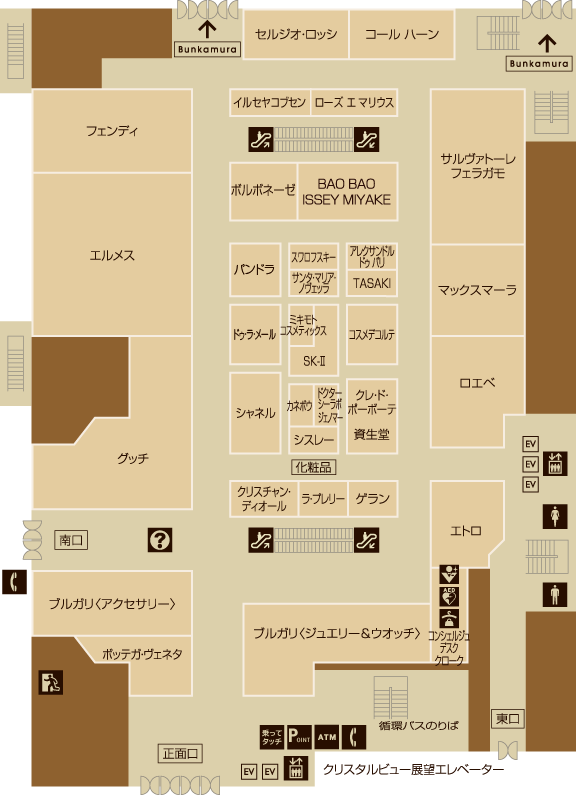 Bunkamura
セルジオ・ロッシ
コール ハーン
Bunkamura
イルセヤコブセン
ローズ エ マリウス
フェンディ
サルヴァトーレ
フェラガモ
ボルボネーゼ
BAO BAO
ISSEY MIYAKE
エルメス
パンドラ
スワロフスキー
サンタ・マリア・
ノヴェッラ
アレクサンドル
ドゥ パリ
TASAKI
マックスマーラ
ドゥ・ラ・メール
ミキモト
コスメティックス
SK-II
コスメデコルテ
ロエベ
シャネル
カネボウ
ドクター
シーラボ
ジェノマー
シスレー
クレ・ド・
ポーボーテ
資生堂
グッチ
化粧品
EV
EV
EV
クリスチャン・
ディオール
ラ・プレリー
ゲラン
エトロ
南口
?
ブルガリ〈アクセサリー〉
ボッテガ・ヴェネタ
ブルガリ〈ジュエリー&ウオッチ〉
AED
コンシェルジュ
デスク
クローク
循環バスのりば
東口
正面口
乗って
タッチ
POINT
ATM
EV
EV
クリスタルビュー展望エレベーター